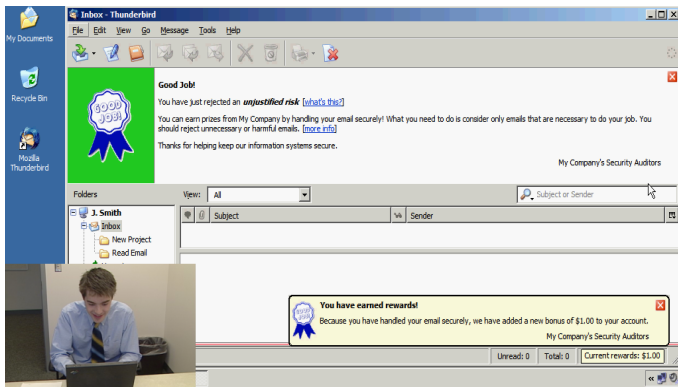 Inbox - Thunderbird
File Edit View Go Message Tools Help
My Documents
Recycle Bin
Mozilla
Thunderbird
GOOD
JOB!
Good Job!
You have just rejected an unjustified risk [what's this?]
You can earn prizes from My Company by handling your email securely! What you need to do is consider only emails that are necessary to do your job. You
should reject unnecessary or harmful emails. [more info]
Thanks for helping keep our information systems secure.
My Company's Security Auditors
Folders
View: All
Subject or Sender
J. Smith
Inbox
New Project
Read Email
Subject
Sender
GOOD
JOB!
You have earned rewards!
Because you have handled your email securely, we have added a new bonus of $1.00 to your account.
My Company's Security Auditors
Unread: 0 Total: 0 Current rewards: $1.00